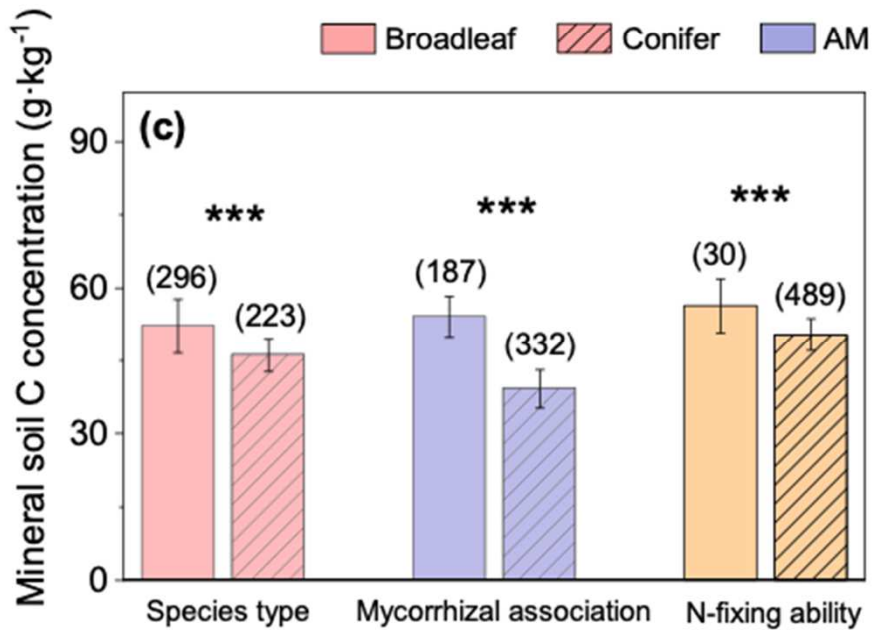 Broadleaf Conifer AM
Mineral soil C concentration (g·kg⁻¹)
(c)
90
60
30
0
*** *** ***
(296) (223) (187) (332) (30) (489)
Species type Mycorrhizal association N-fixing ability